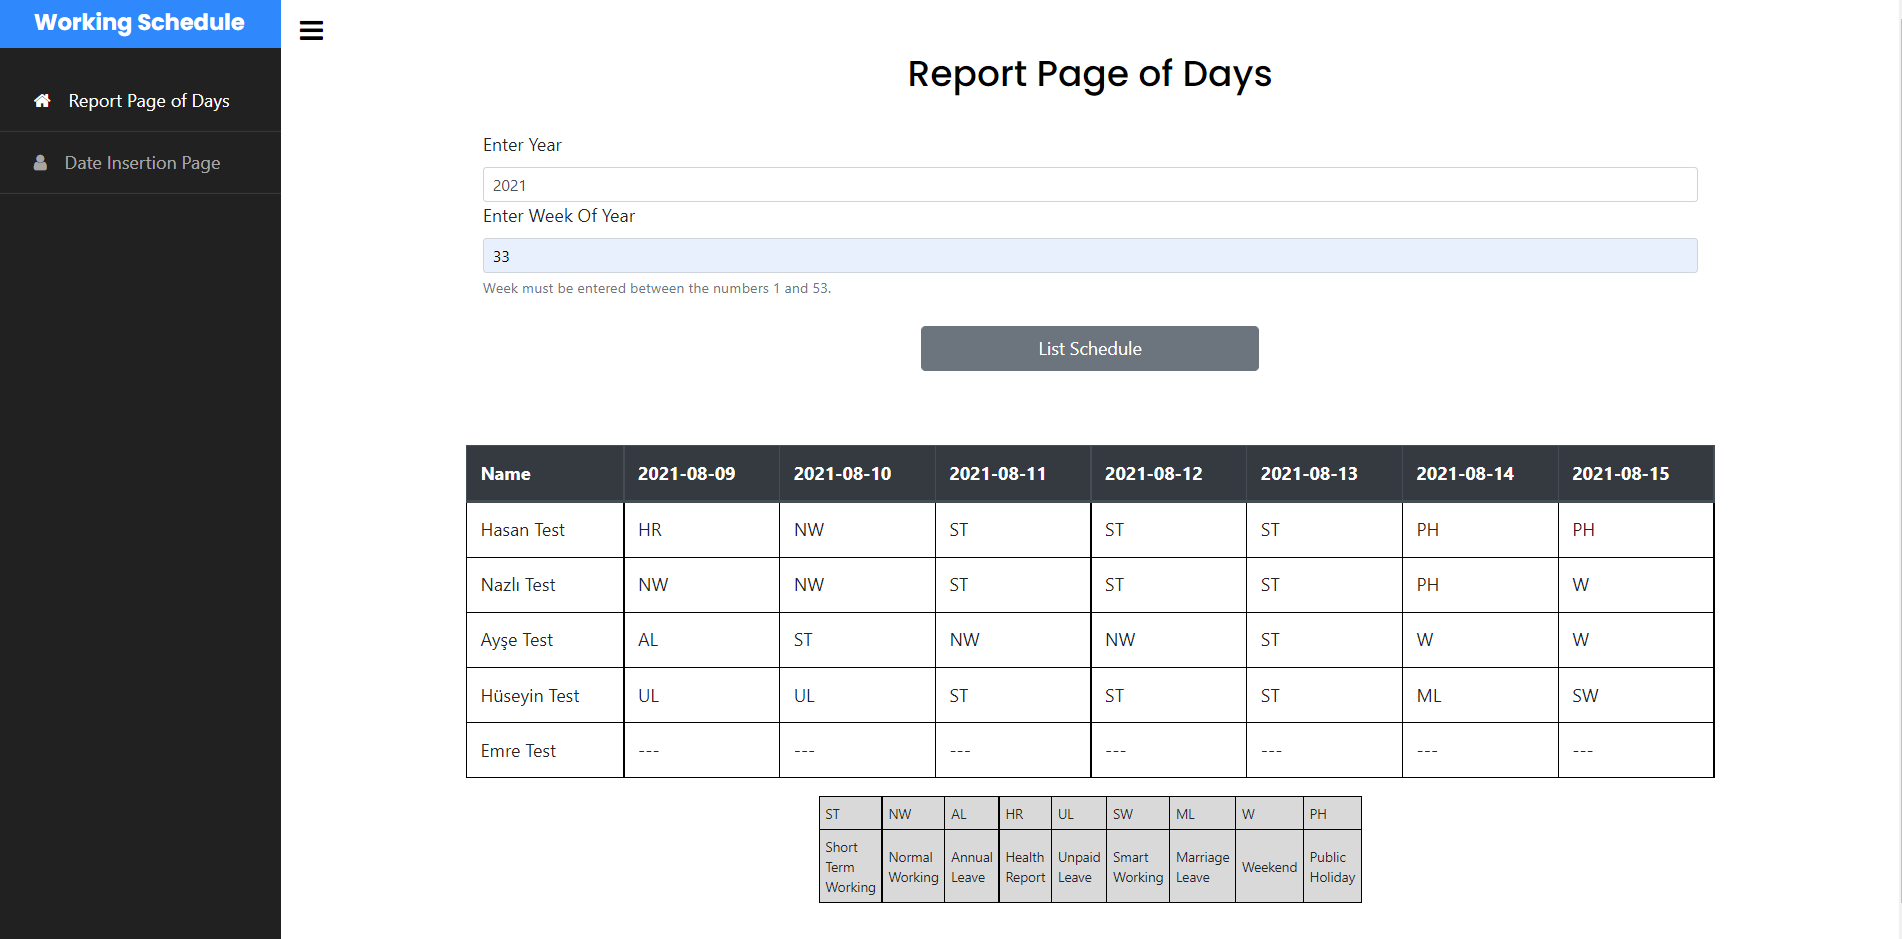 Working Schedule
Report Page of Days
Date Insertion Page
Report Page of Days
Enter Year
2021
Enter Week Of Year
33
Week must be entered between the numbers 1 and 53.
List Schedule
Name 2021-08-09 2021-08-10 2021-08-11 2021-08-12 2021-08-13 2021-08-14 2021-08-15
Hasan Test HR NW ST ST ST PH PH
Nazlı Test NW NW ST ST ST PH W
Ayşe Test AL ST NW NW ST W W
Hüseyin Test UL UL ST ST ST ML SW
Emre Test --- --- --- --- --- --- ---
ST NW AL HR UL SW ML W PH
Short Term Working Normal Working Annual Leave Health Report Unpaid Leave Smart Working Marriage Leave Weekend Public Holiday